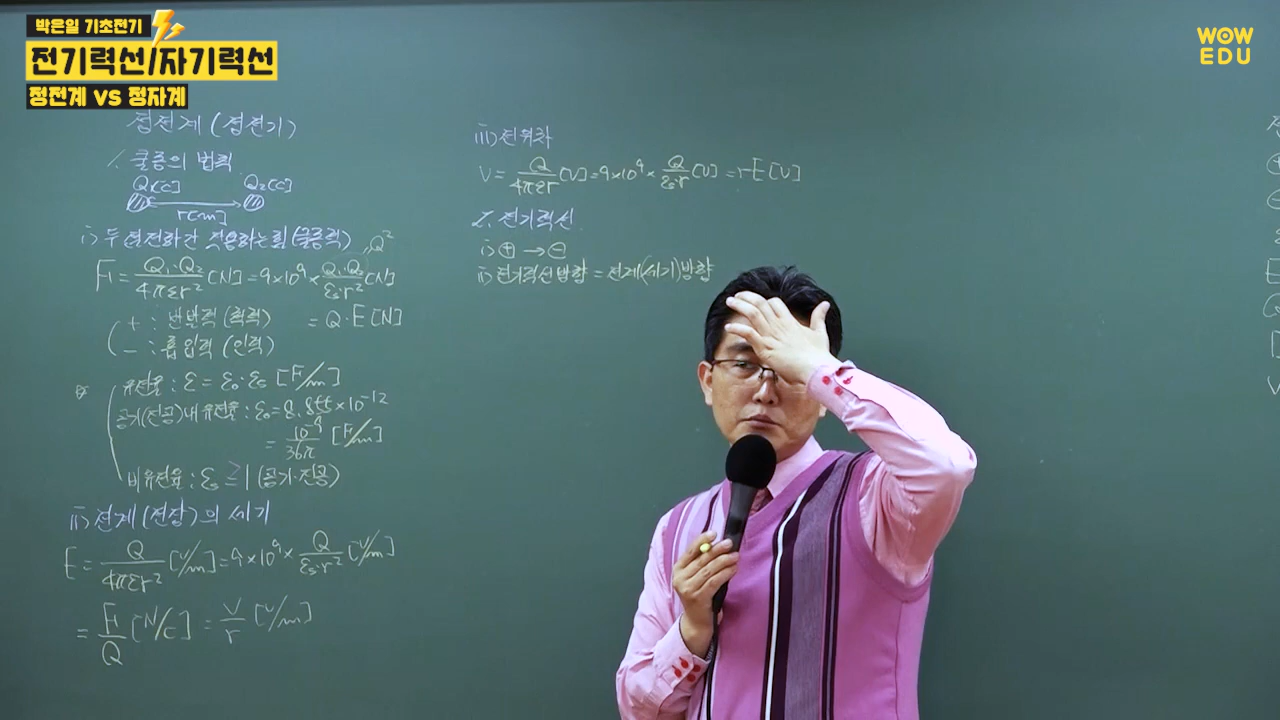 박은일 기초전기
전기력선/자기력선
정전계 vs 정자계
WOW
EDU
정전계 (정전기)
1. 쿨롱의 법칙
Q1[C] Q2[C]
r[m]
i) 두 점전하간 작용하는 힘(쿨롱력)
F = Q1·Q2/4πεr² [N] = 9×10⁹ × Q1·Q2/εs·r² [N]
Q²
+ : 반발력 (척력) = Q·E [N]
- : 흡입력 (인력)
유전율 : ε = ε0·εs [F/m]
공기(진공)내 유전율 : ε0 = 8.855×10⁻¹²
= 10⁻⁹/36π [F/m]
비유전율 : εs ≥ 1 (공기·진공)
ii) 전계(전장)의 세기
E = Q/4πεr² [V/m] = 9×10⁹ × Q/εs·r² [V/m]
= F/Q [N/C] = V/r [V/m]
iii) 전위차
V = Q/4πεr [V] = 9×10⁹ × Q/εs·r [V] = rE [V]
2. 전기력선
i) ⊕ → ⊖
ii) 전기력선방향 = 전계(세기)방향